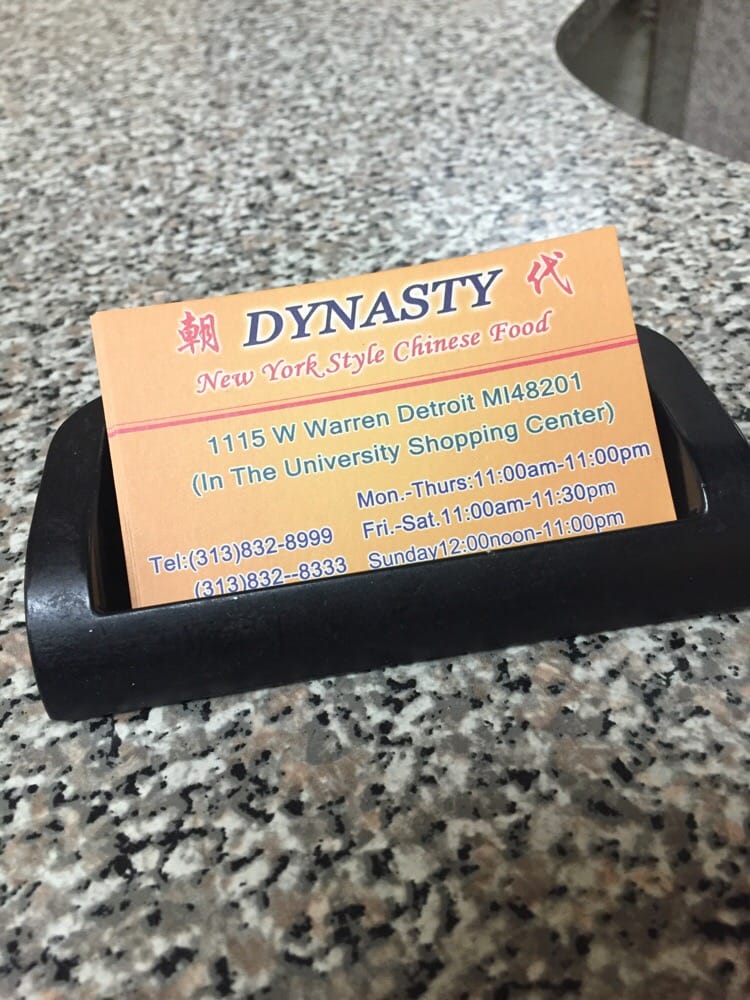 朝 DYNASTY 代
New York Style Chinese Food
1115 W Warren Detroit MI48201
(In The University Shopping Center)
Mon.-Thurs:11:00am-11:00pm
Tel:(313)832-8999 Fri.-Sat.11:00am-11:30pm
(313)832--8333 Sunday12:00noon-11:00pm